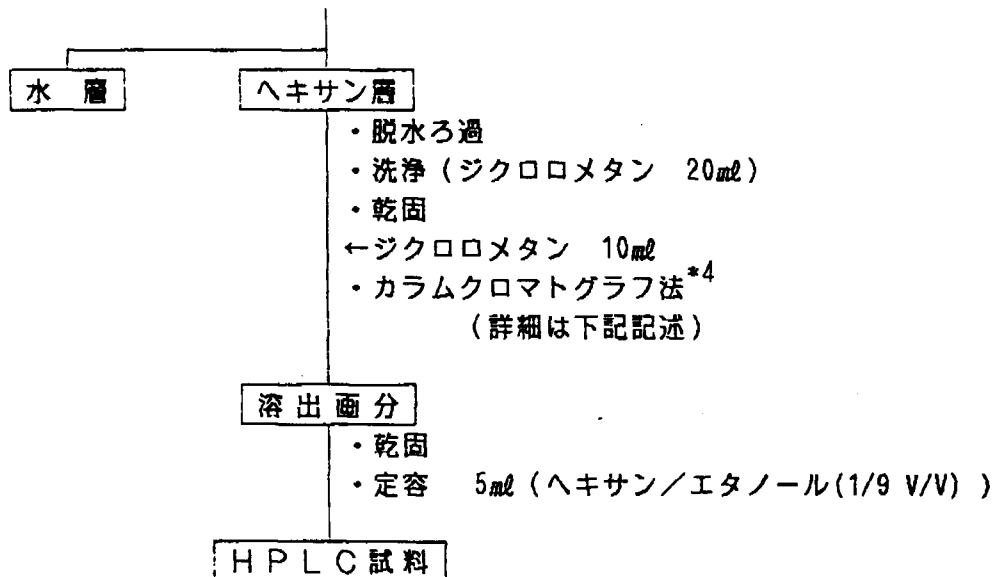 水 層 ヘキサン層
・脱水ろ過
・洗浄（ジクロロメタン 20㎖）
・乾固
←ジクロロメタン 10㎖
・カラムクロマトグラフ法*4
（詳細は下記記述）
溶出画分
・乾固
・定容 5㎖（ヘキサン／エタノール(1/9 V/V) ）
ＨＰＬＣ試料